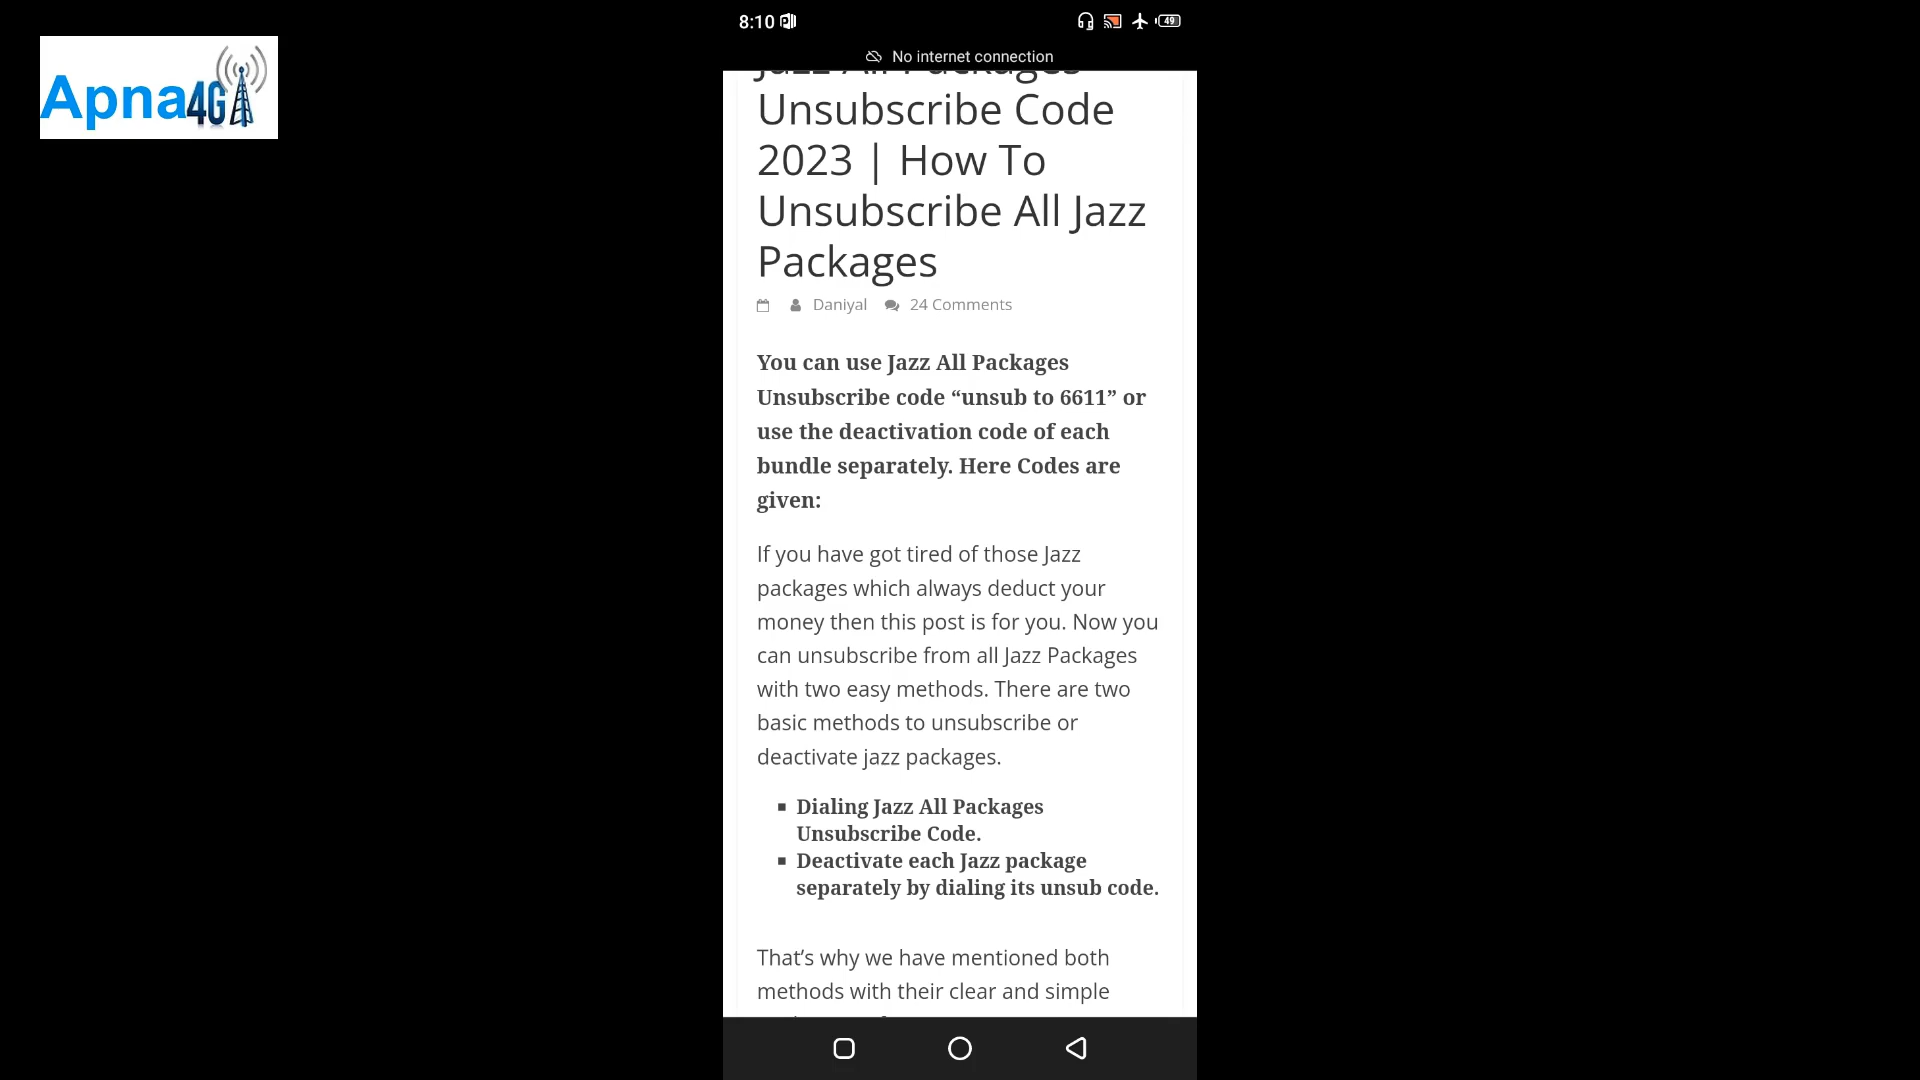 8:10
49
No internet connection
Apna4G
Jazz All Packages
Unsubscribe Code
2023 | How To
Unsubscribe All Jazz
Packages
Daniyal 24 Comments
You can use Jazz All Packages
Unsubscribe code “unsub to 6611” or
use the deactivation code of each
bundle separately. Here Codes are
given:
If you have got tired of those Jazz
packages which always deduct your
money then this post is for you. Now you
can unsubscribe from all Jazz Packages
with two easy methods. There are two
basic methods to unsubscribe or
deactivate jazz packages.
▪ Dialing Jazz All Packages
Unsubscribe Code.
▪ Deactivate each Jazz package
separately by dialing its unsub code.
That’s why we have mentioned both
methods with their clear and simple